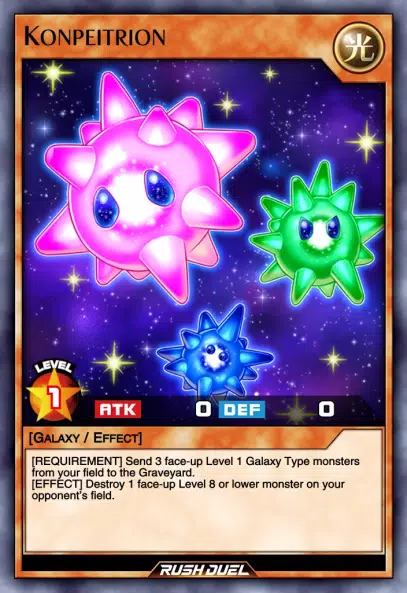 KONPEITRION
光
LEVEL
1
ATK 0 DEF 0
[GALAXY / EFFECT]
[REQUIREMENT] Send 3 face-up Level 1 Galaxy Type monsters
from your field to the Graveyard.
[EFFECT] Destroy 1 face-up Level 8 or lower monster on your
opponent's field.
RUSH DUEL